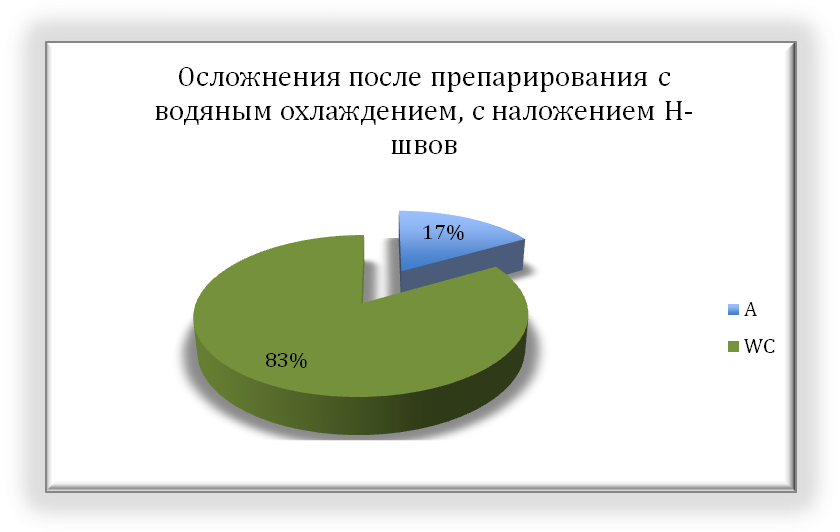 Осложнения после препарирования с
водяным охлаждением, с наложением Н-
швов
17%
83%
A
WC